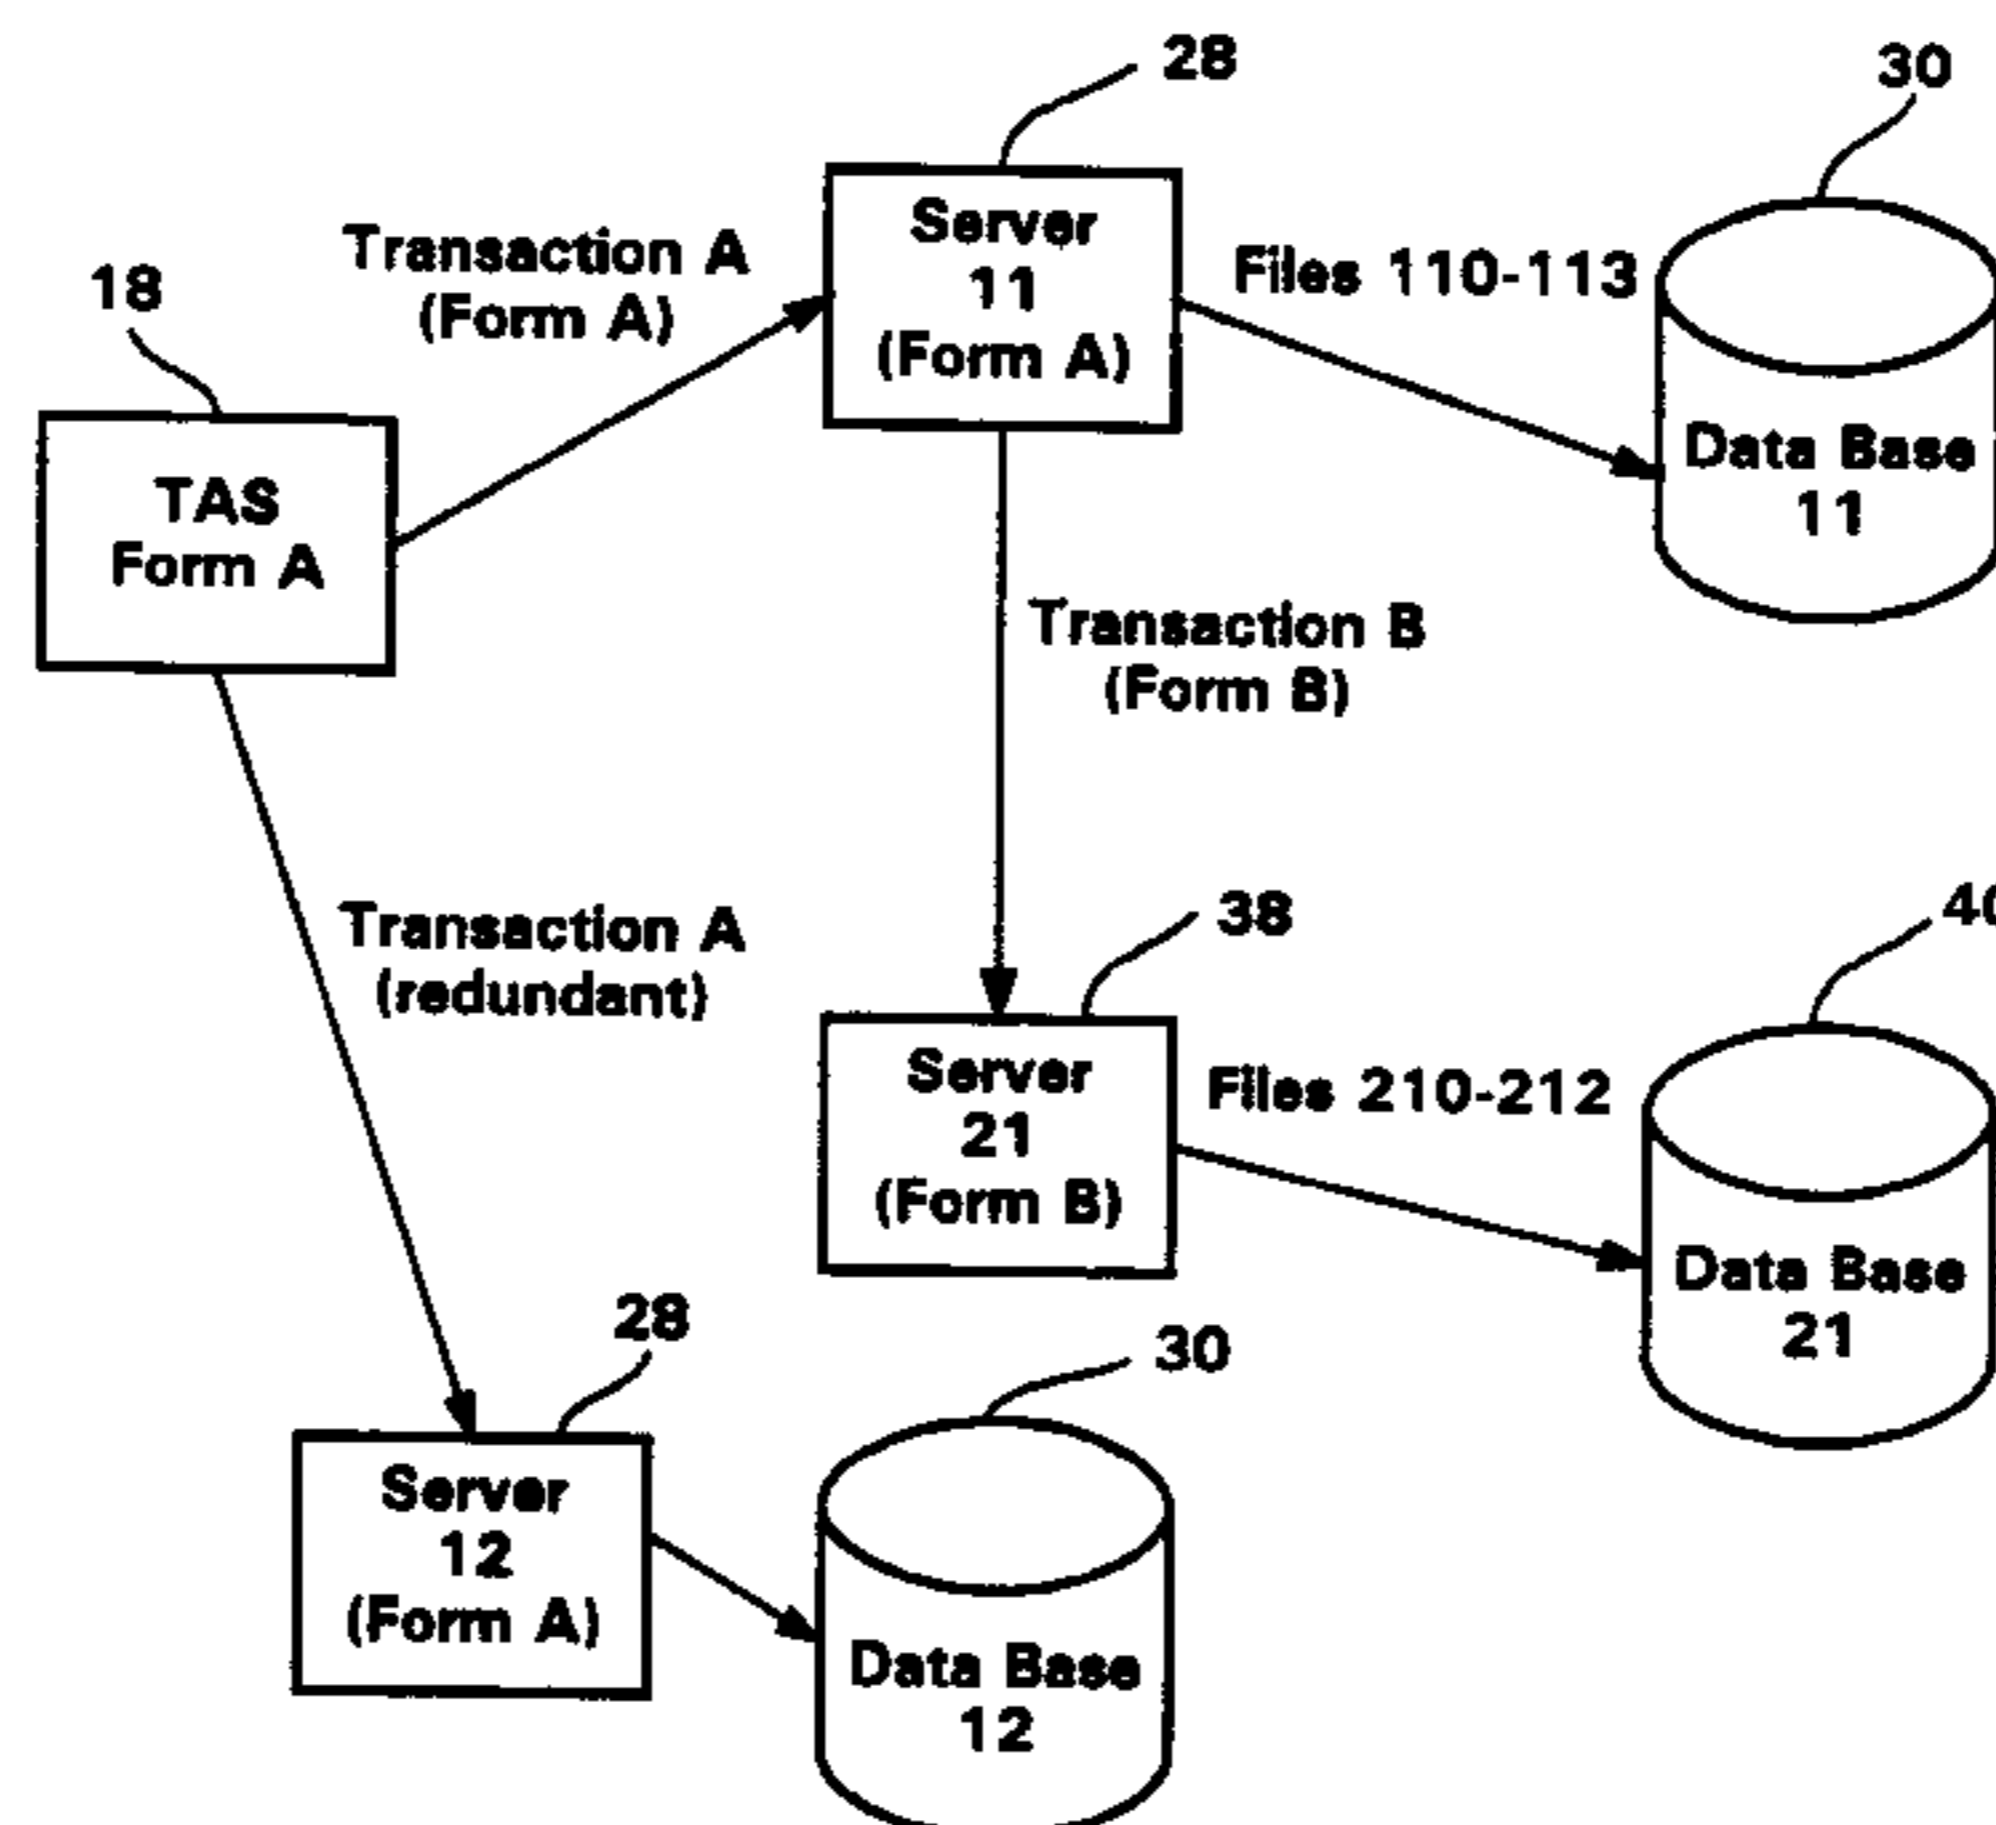 28
30
18
Transaction A
(Form A)
Server
11
(Form A)
Files 110-113
Data Base
11
TAS
Form A
Transaction B
(Form B)
Transaction A
(redundant)
38
40
Server
21
(Form B)
Files 210-212
Data Base
21
28
30
Server
12
(Form A)
Data Base
12